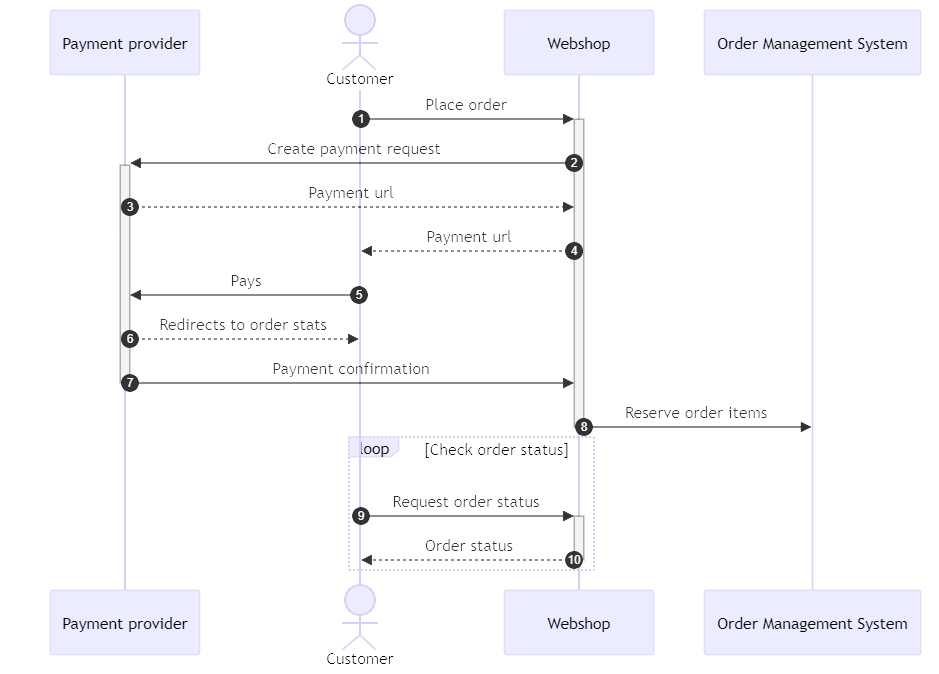 Payment provider
Customer
Webshop
Order Management System
Place order
1
Create payment request
2
Payment url
3
Payment url
4
Pays
5
Redirects to order stats
6
Payment confirmation
7
Reserve order items
8
loop [Check order status]
Request order status
9
Order status
10
Payment provider
Customer
Webshop
Order Management System